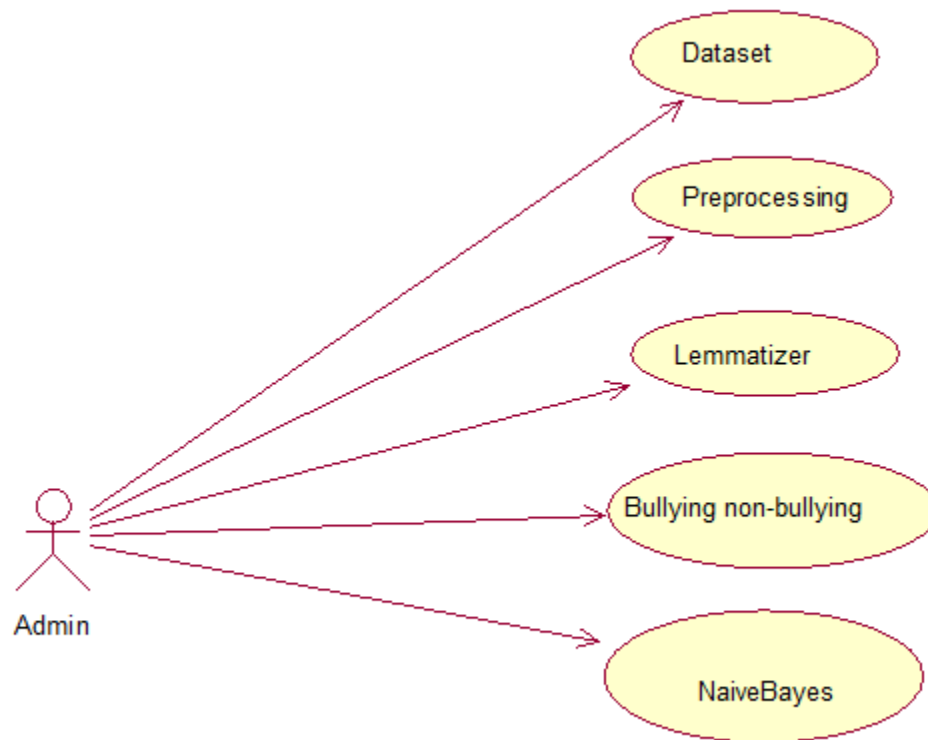 Dataset
Preprocessing
Lemmatizer
Bullying non-bullying
Admin
NaiveBayes